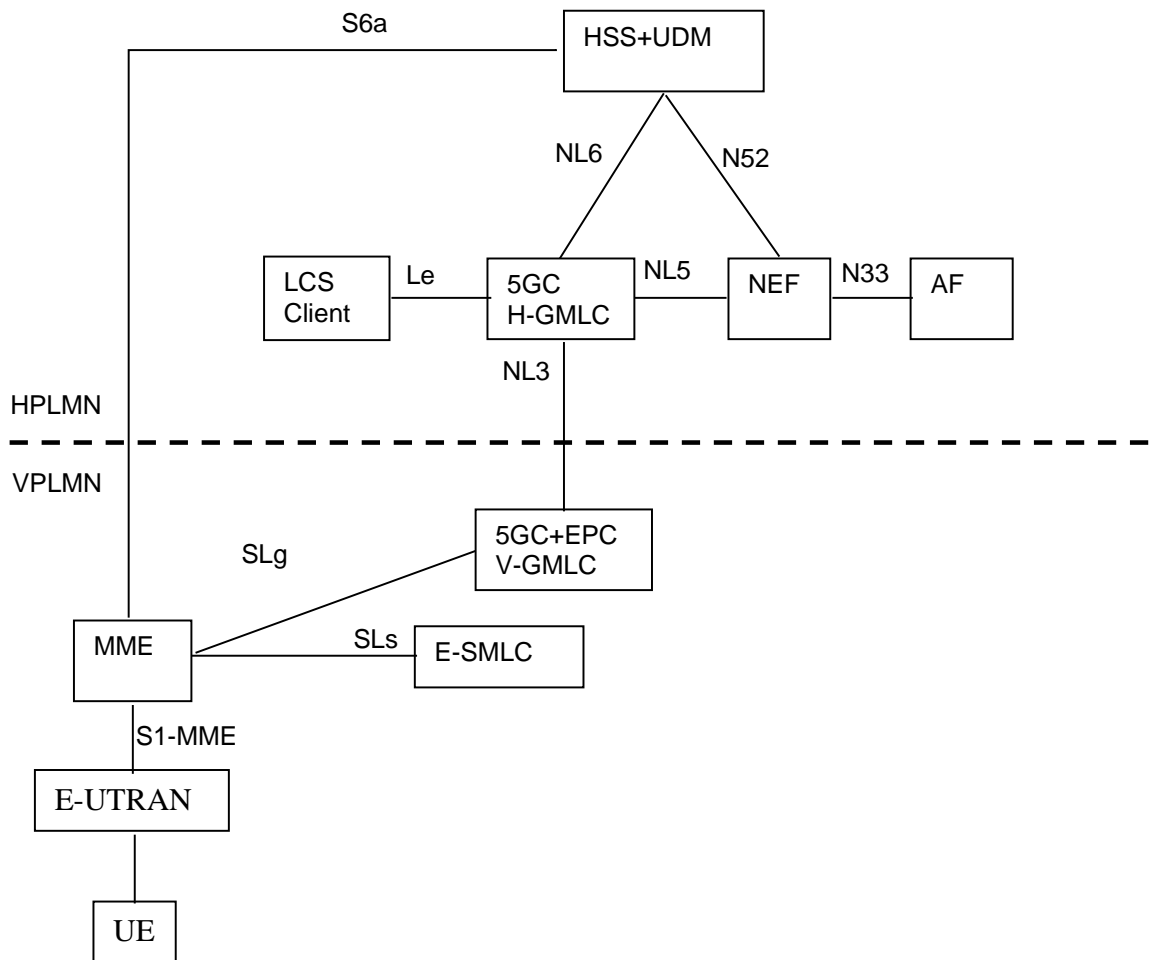 S6a
HSS+UDM
NL6
N52
LCS
Client
Le
5GC
H-GMLC
NL5
NEF
N33
AF
NL3
HPLMN
VPLMN
5GC+EPC
V-GMLC
SLg
MME
SLs
E-SMLC
S1-MME
E-UTRAN
UE